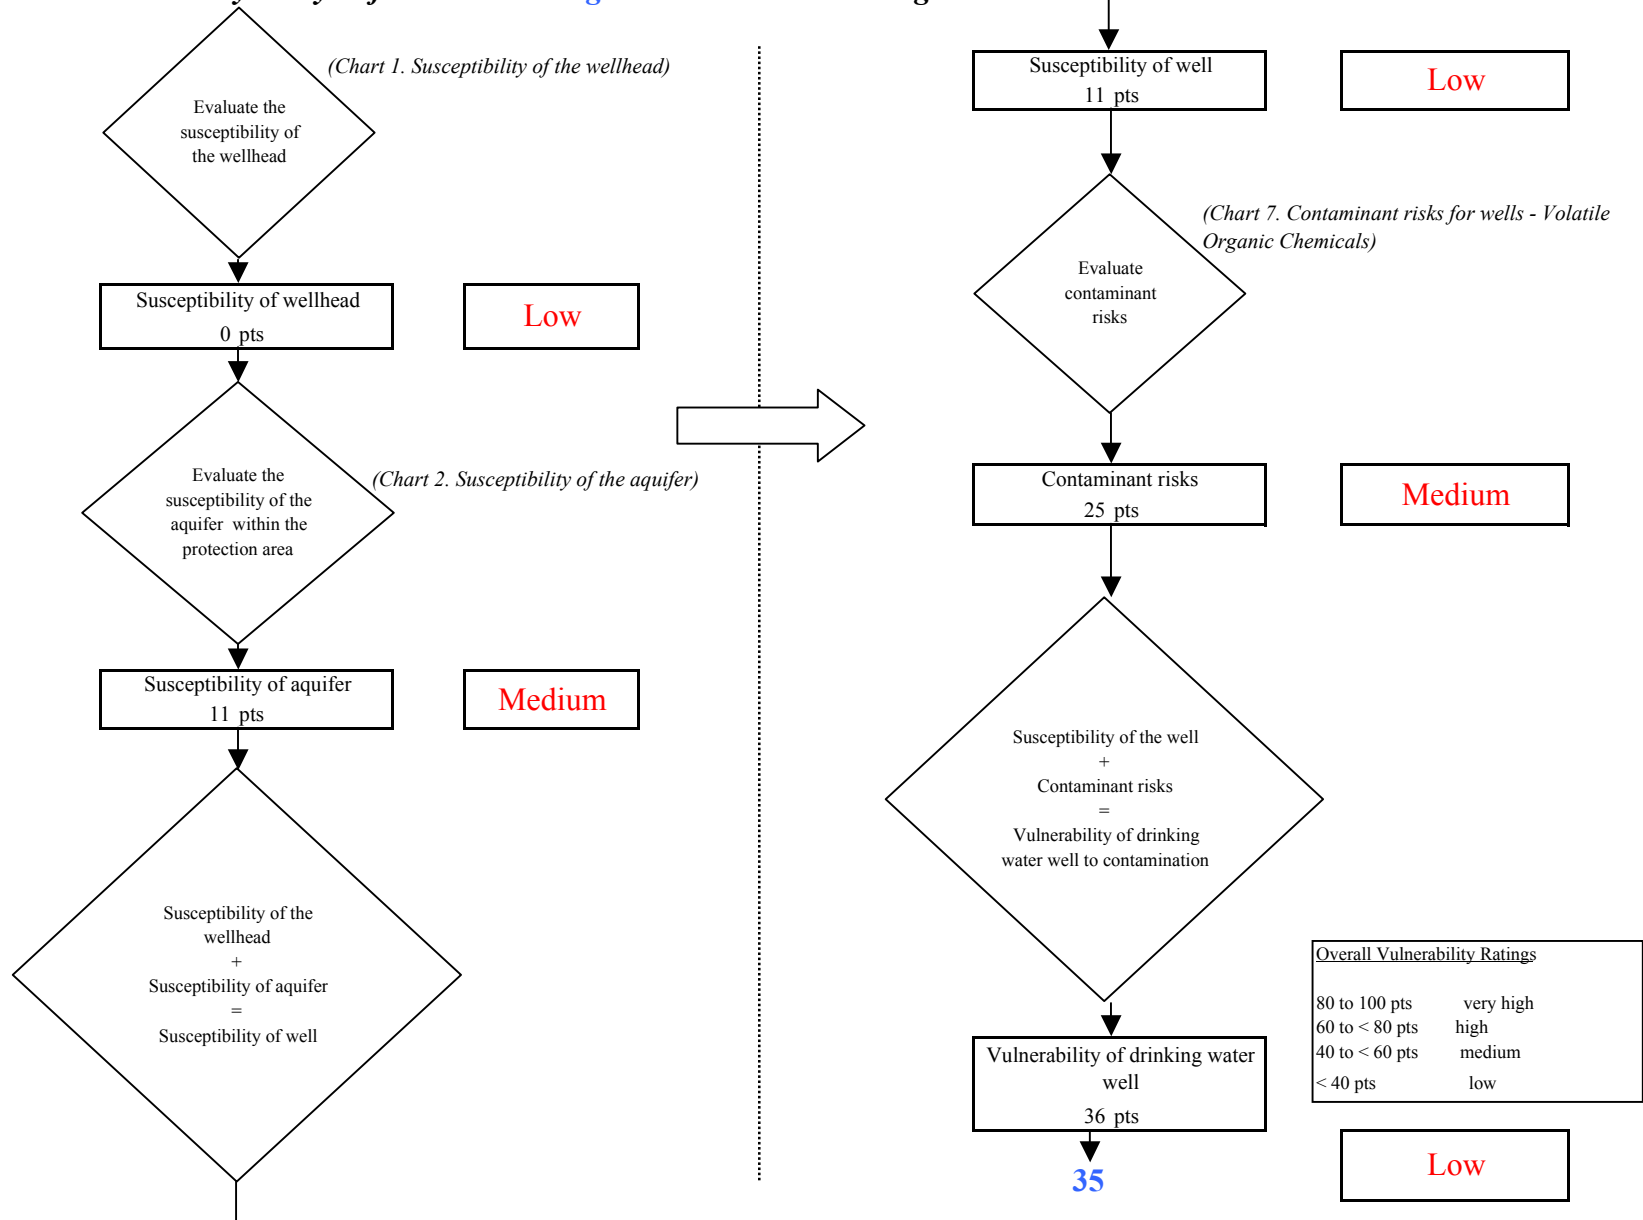 (Chart 1. Susceptibility of the wellhead)
Evaluate the
susceptibility of
the wellhead
Susceptibility of wellhead
0 pts
Low
Evaluate the
susceptibility of the
aquifer within the
protection area
(Chart 2. Susceptibility of the aquifer)
Susceptibility of aquifer
11 pts
Medium
Susceptibility of the
wellhead
+
Susceptibility of aquifer
=
Susceptibility of well
Susceptibility of well
11 pts
Low
(Chart 7. Contaminant risks for wells - Volatile
Organic Chemicals)
Evaluate
contaminant
risks
Contaminant risks
25 pts
Medium
Susceptibility of the well
+
Contaminant risks
=
Vulnerability of drinking
water well to contamination
Overall Vulnerability Ratings
80 to 100 pts very high
60 to < 80 pts high
40 to < 60 pts medium
< 40 pts low
Vulnerability of drinking water
well
36 pts
35
Low